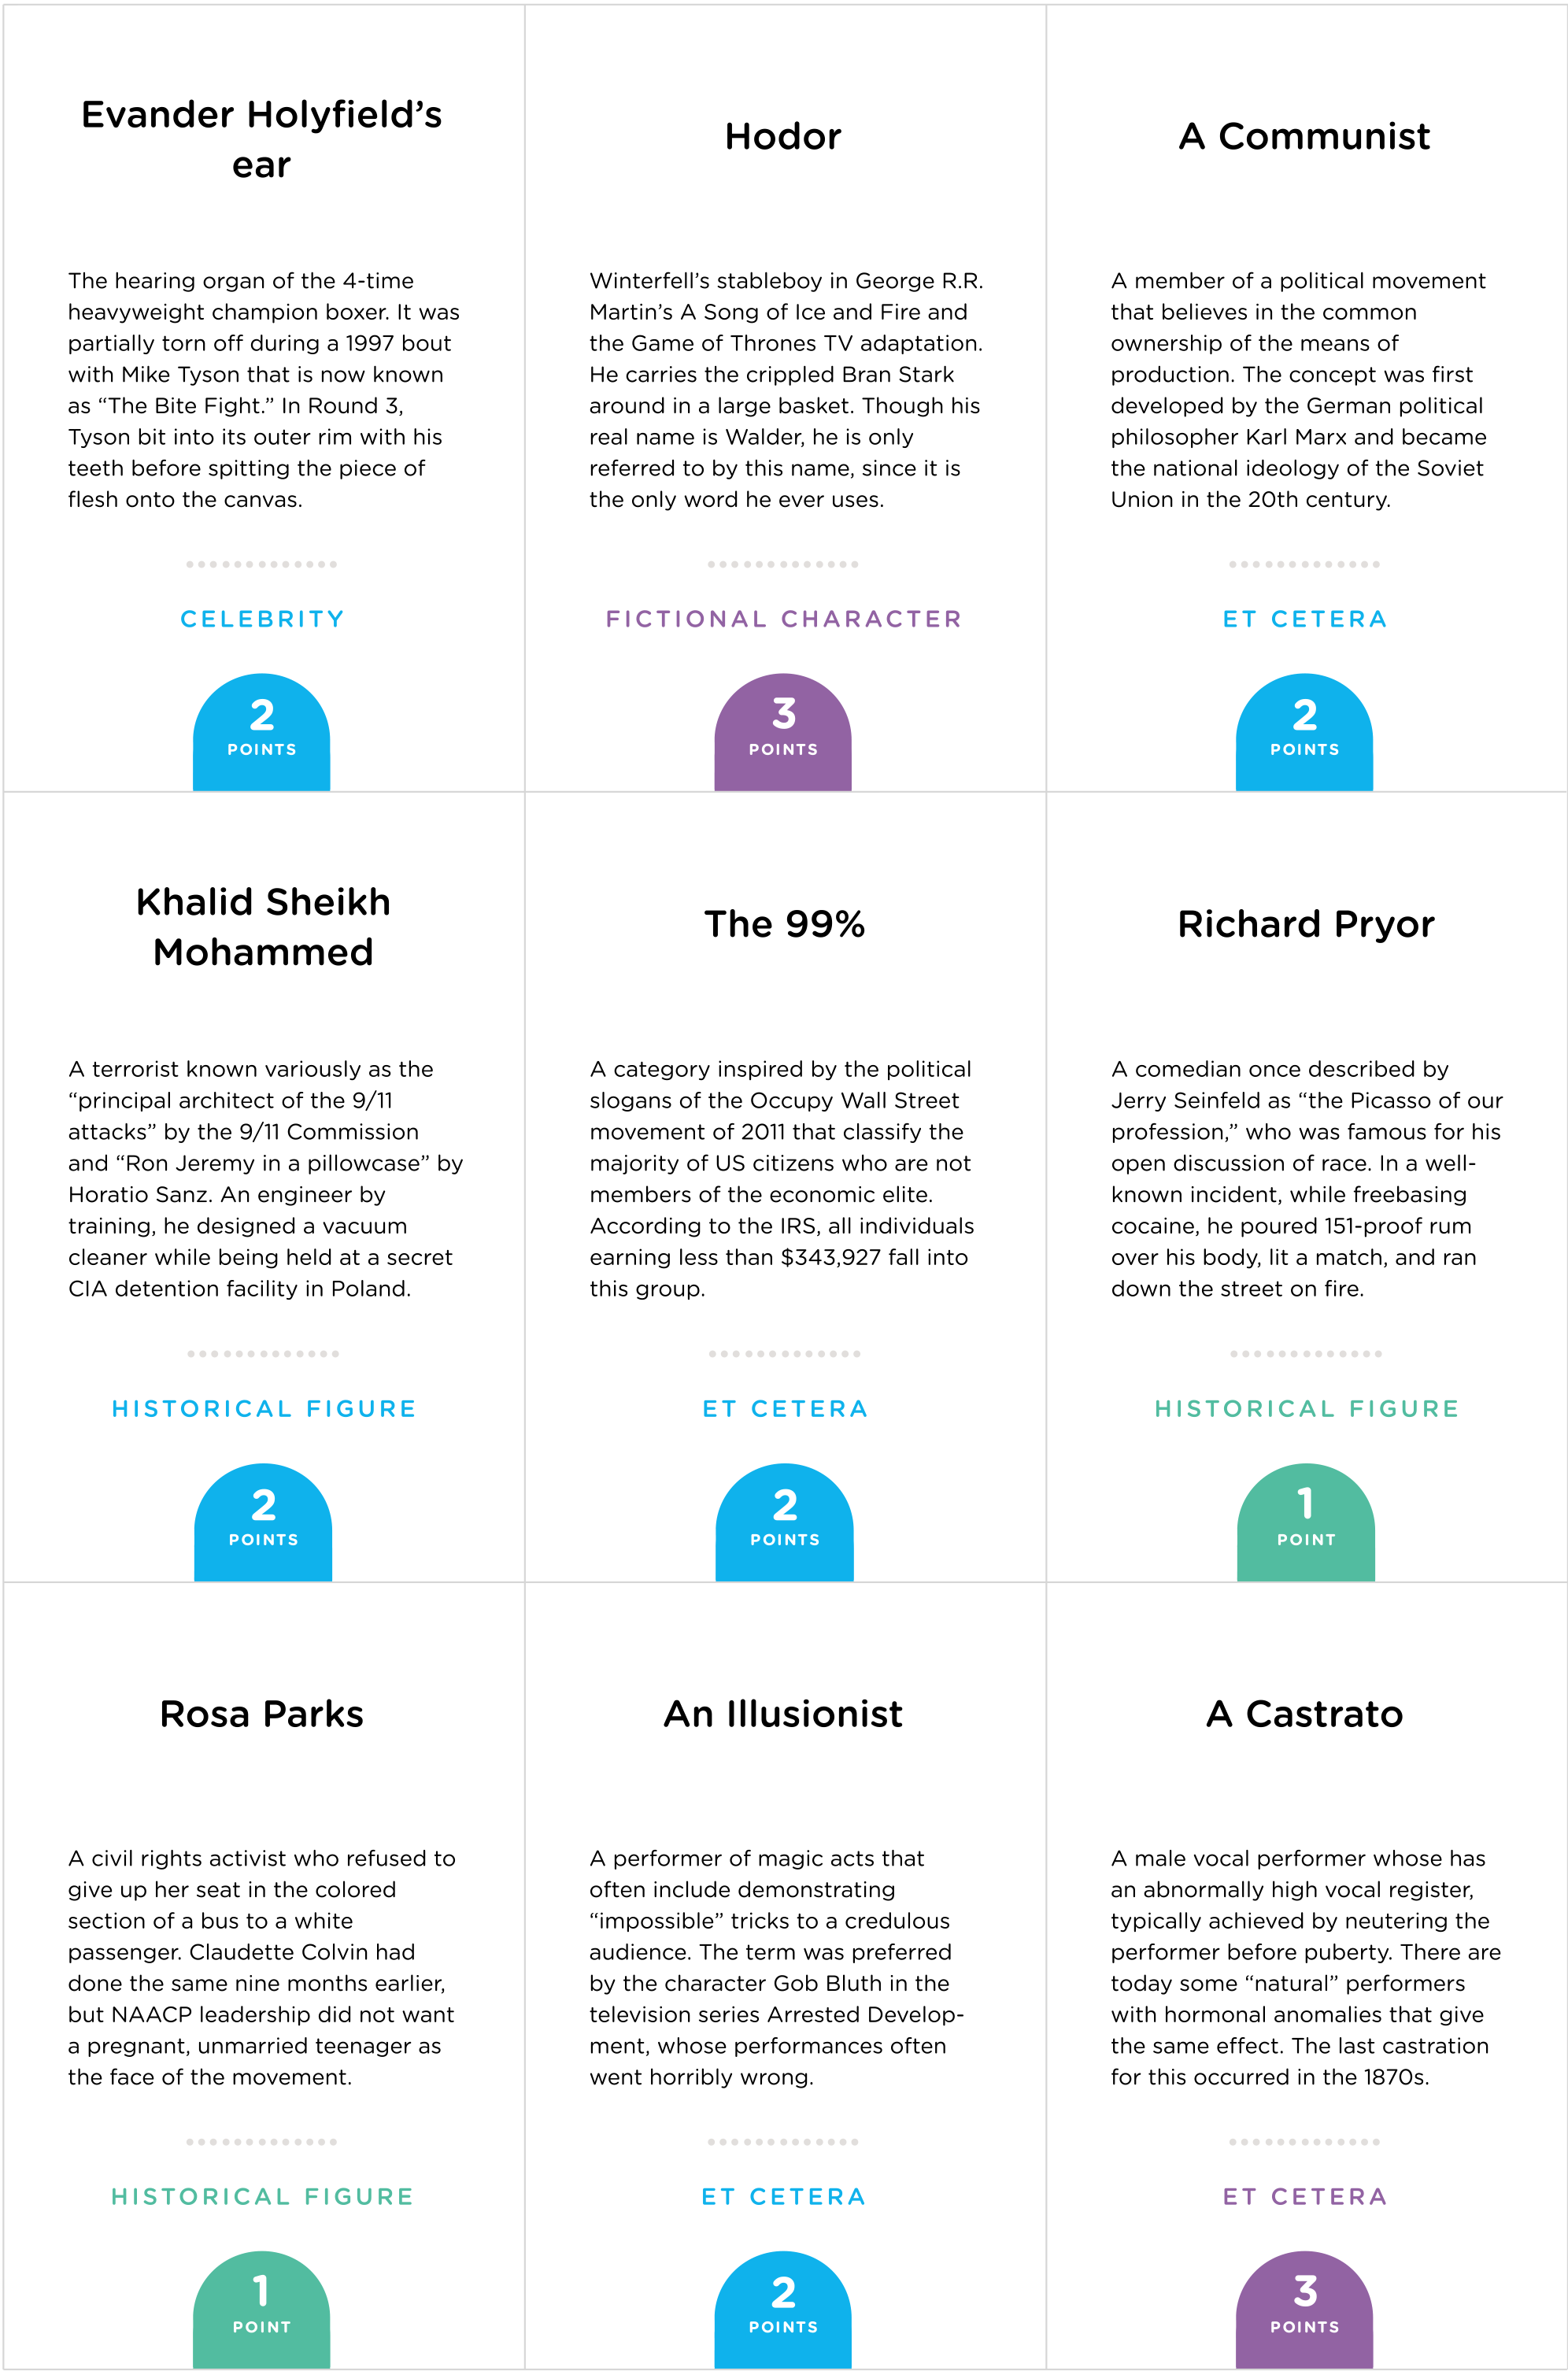 Evander Holyfield’s
ear
The hearing organ of the 4-time
heavyweight champion boxer. It was
partially torn off during a 1997 bout
with Mike Tyson that is now known
as “The Bite Fight.” In Round 3,
Tyson bit into its outer rim with his
teeth before spitting the piece of
flesh onto the canvas.
CELEBRITY
2
POINTS
Hodor
Winterfell’s stableboy in George R.R.
Martin’s A Song of Ice and Fire and
the Game of Thrones TV adaptation.
He carries the crippled Bran Stark
around in a large basket. Though his
real name is Walder, he is only
referred to by this name, since it is
the only word he ever uses.
FICTIONAL CHARACTER
3
POINTS
A Communist
A member of a political movement
that believes in the common
ownership of the means of
production. The concept was first
developed by the German political
philosopher Karl Marx and became
the national ideology of the Soviet
Union in the 20th century.
ET CETERA
2
POINTS
Khalid Sheikh
Mohammed
A terrorist known variously as the
“principal architect of the 9/11
attacks” by the 9/11 Commission
and “Ron Jeremy in a pillowcase” by
Horatio Sanz. An engineer by
training, he designed a vacuum
cleaner while being held at a secret
CIA detention facility in Poland.
HISTORICAL FIGURE
2
POINTS
The 99%
A category inspired by the political
slogans of the Occupy Wall Street
movement of 2011 that classify the
majority of US citizens who are not
members of the economic elite.
According to the IRS, all individuals
earning less than $343,927 fall into
this group.
ET CETERA
2
POINTS
Richard Pryor
A comedian once described by
Jerry Seinfeld as “the Picasso of our
profession,” who was famous for his
open discussion of race. In a well-
known incident, while freebasing
cocaine, he poured 151-proof rum
over his body, lit a match, and ran
down the street on fire.
HISTORICAL FIGURE
1
POINT
Rosa Parks
A civil rights activist who refused to
give up her seat in the colored
section of a bus to a white
passenger. Claudette Colvin had
done the same nine months earlier,
but NAACP leadership did not want
a pregnant, unmarried teenager as
the face of the movement.
HISTORICAL FIGURE
1
POINT
An Illusionist
A performer of magic acts that
often include demonstrating
“impossible” tricks to a credulous
audience. The term was preferred
by the character Gob Bluth in the
television series Arrested Develop-
ment, whose performances often
went horribly wrong.
ET CETERA
2
POINTS
A Castrato
A male vocal performer whose has
an abnormally high vocal register,
typically achieved by neutering the
performer before puberty. There are
today some “natural” performers
with hormonal anomalies that give
the same effect. The last castration
for this occurred in the 1870s.
ET CETERA
3
POINTS